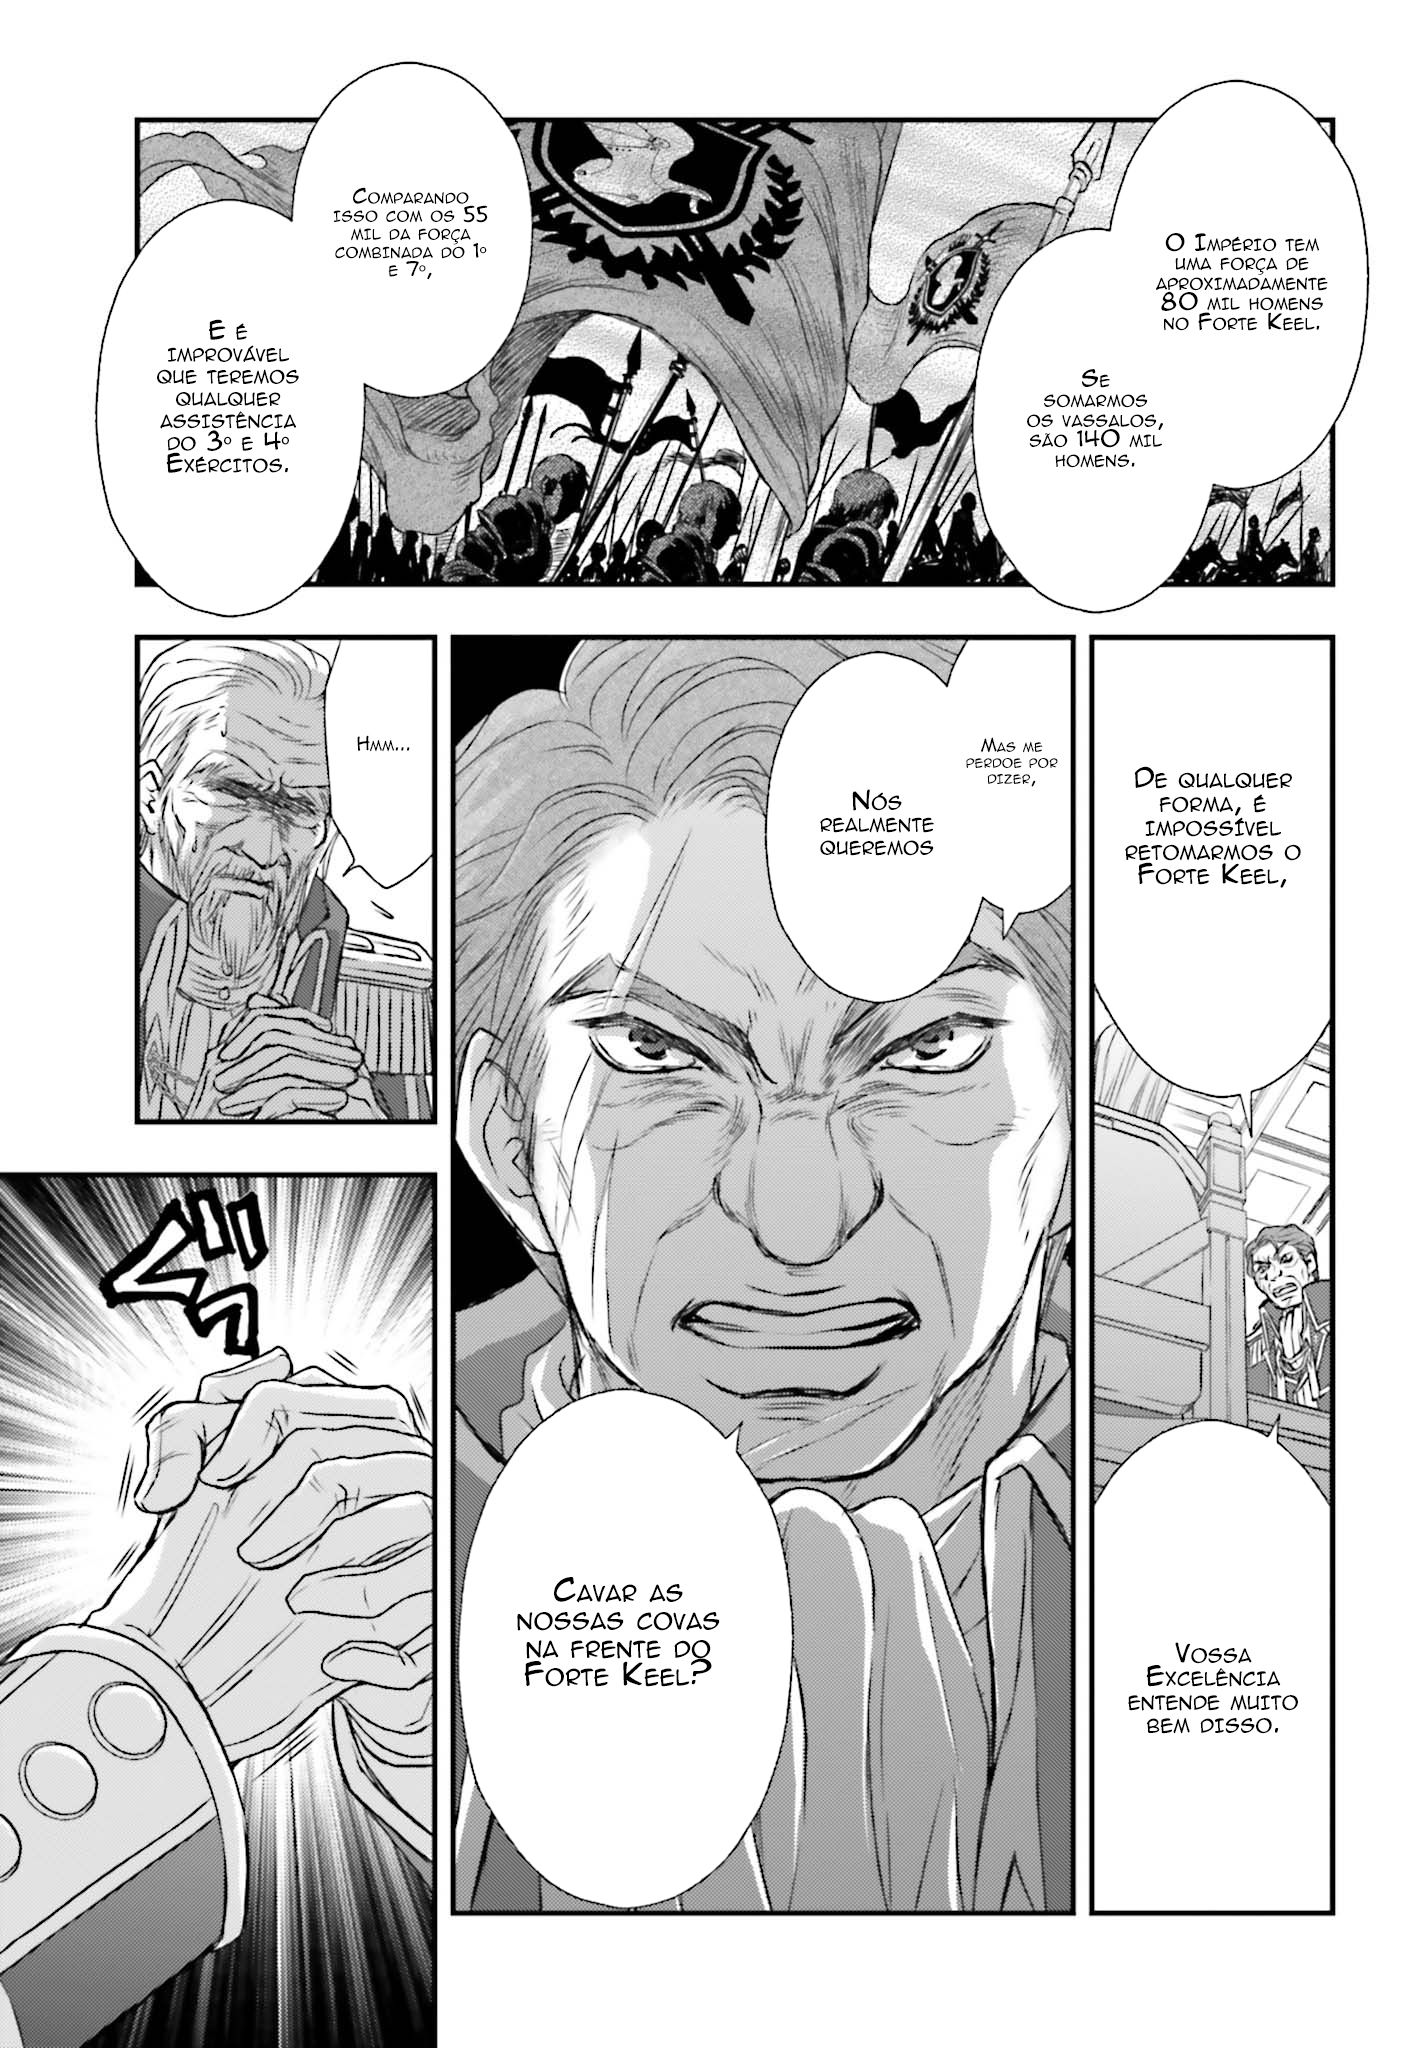 O Império tem
uma força de
aproximadamente
80 mil homens
no Forte Keel.
Se
somarmos
os vassalos,
são 140 mil
homens.
Comparando
isso com os 55
mil da força
combinada do 1º
e 7º,
E é
improvável
que teremos
qualquer
assistência
do 3º e 4º
Exércitos.
De qualquer
forma, é
impossível
retomarmos o
Forte Keel,
Vossa
Excelência
entende muito
bem disso.
Mas me
perdoe por
dizer,
Nós
realmente
queremos
Cavar as
nossas covas
na frente do
Forte Keel?
Hmm...
ググ